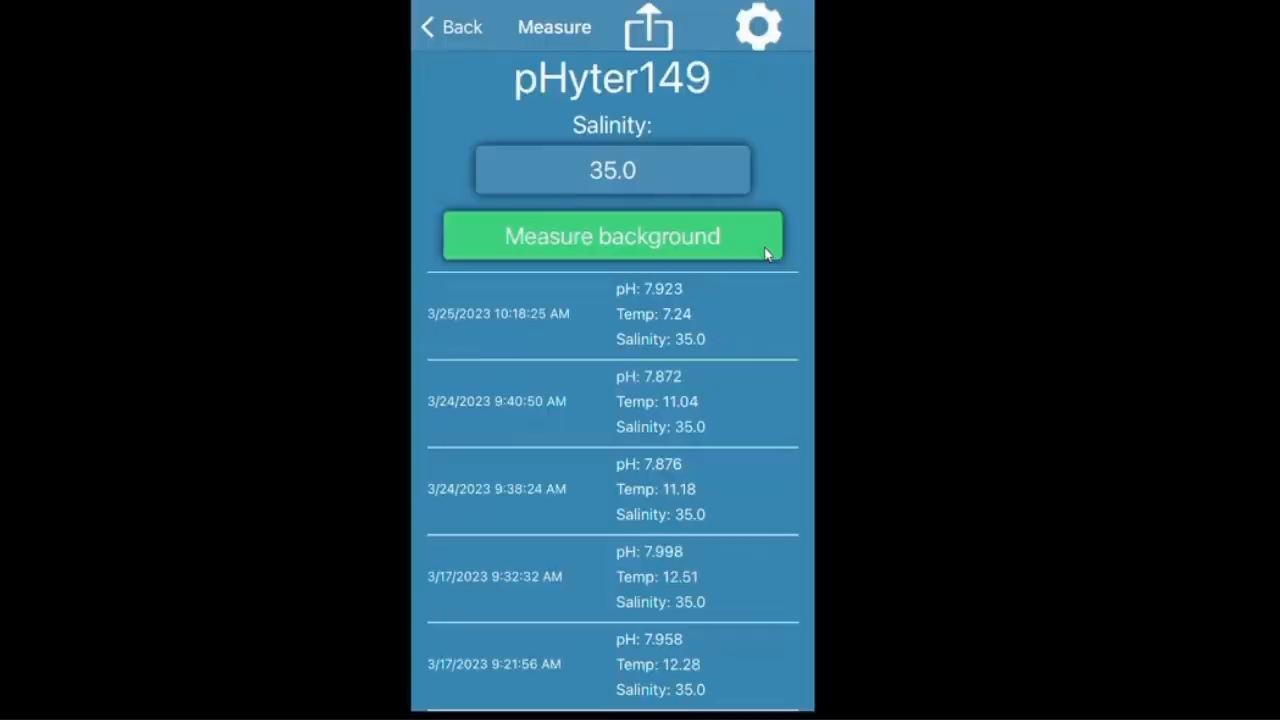 Back Measure
pHyter149
Salinity:
35.0
Measure background
pH: 7.923
3/25/2023 10:18:25 AM Temp: 7.24
Salinity: 35.0
pH: 7.872
3/24/2023 9:40:50 AM Temp: 11.04
Salinity: 35.0
pH: 7.876
3/24/2023 9:38:24 AM Temp: 11.18
Salinity: 35.0
pH: 7.998
3/17/2023 9:32:32 AM Temp: 12.51
Salinity: 35.0
pH: 7.958
3/17/2023 9:21:56 AM Temp: 12.28
Salinity: 35.0